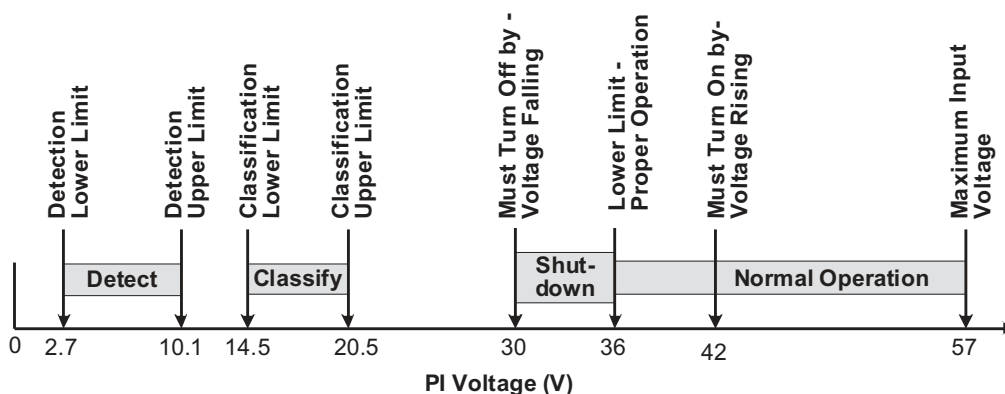 Detection
Lower Limit
Detection
Upper Limit
Classification
Lower Limit
Classification
Upper Limit
Must Turn Off by -
Voltage Falling
Lower Limit -
Proper Operation
Must Turn On by-
Voltage Rising
Maximum Input
Voltage
Detect
Classify
Shut-
down
Normal Operation
0
2.7
10.1
14.5
20.5
30
36
42
57
PI Voltage (V)